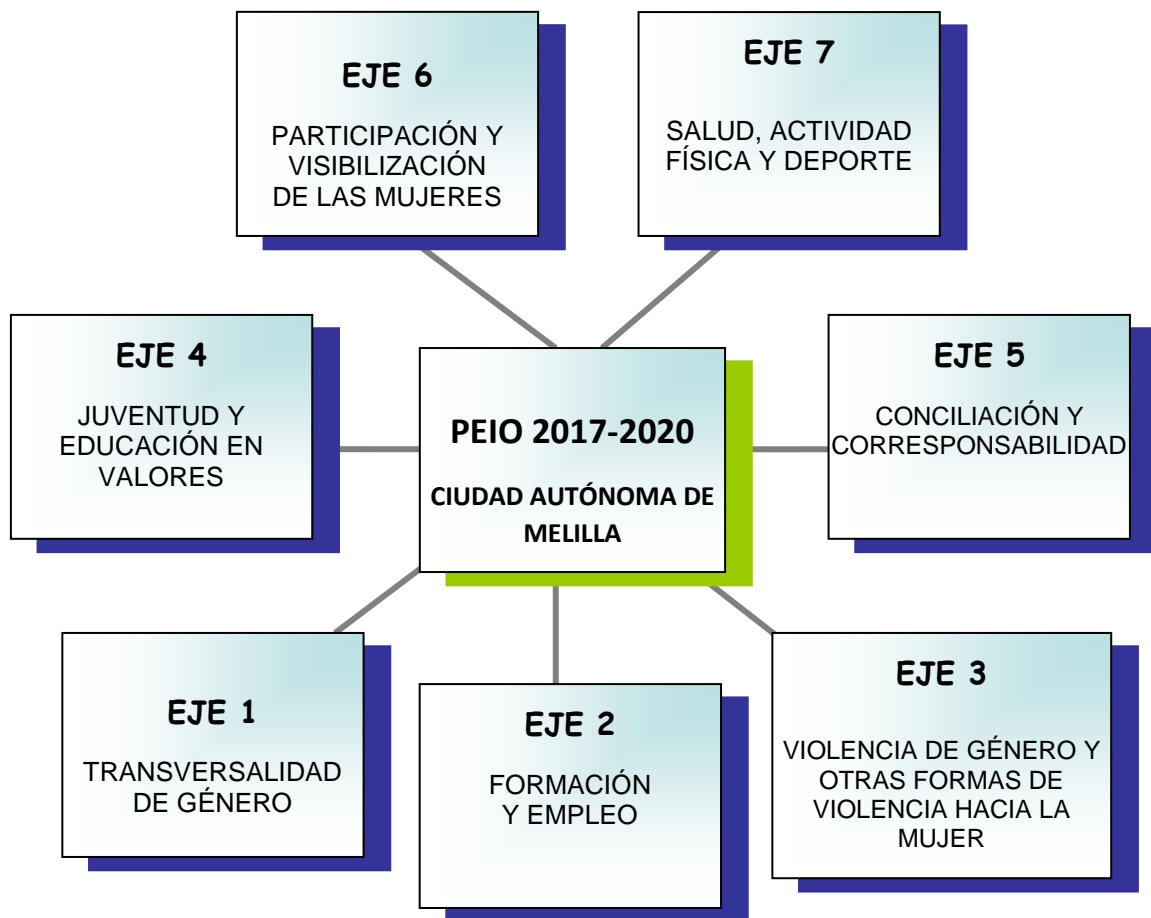 EJE 6
PARTICIPACIÓN Y
VISIBILIZACIÓN
DE LAS MUJERES
EJE 7
SALUD, ACTIVIDAD
FÍSICA Y DEPORTE
EJE 4
JUVENTUD Y
EDUCACIÓN EN
VALORES
PEIO 2017-2020
CIUDAD AUTÓNOMA DE
MELILLA
EJE 5
CONCILIACIÓN Y
CORRESPONSABILIDAD
EJE 1
TRANSVERSALIDAD
DE GÉNERO
EJE 2
FORMACIÓN
Y EMPLEO
EJE 3
VIOLENCIA DE GÉNERO Y
OTRAS FORMAS DE
VIOLENCIA HACIA LA
MUJER